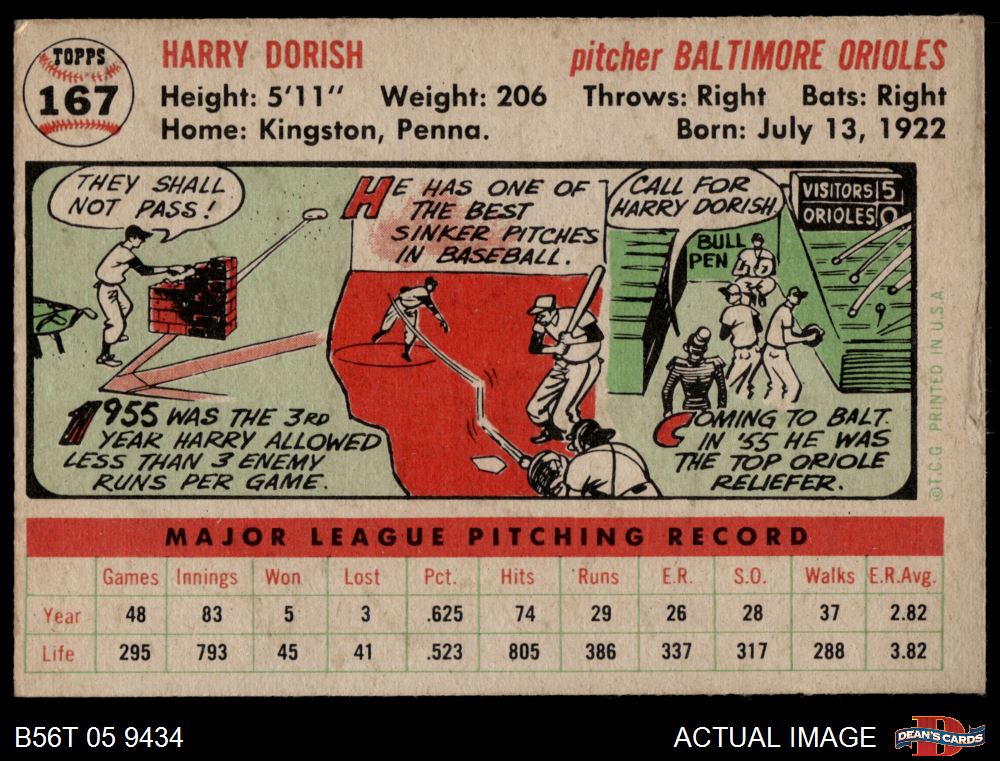 TOPPS
167
HARRY DORISH
pitcher BALTIMORE ORIOLES
Height: 5'11" Weight: 206 Throws: Right Bats: Right
Home: Kingston, Penna. Born: July 13, 1922
THEY SHALL
NOT PASS!
1955 WAS THE 3RD
YEAR HARRY ALLOWED
LESS THAN 3 ENEMY
RUNS PER GAME.
HE HAS ONE OF
THE BEST
SINKER PITCHES
IN BASEBALL.
CALL FOR
HARRY DORISH
BULL
PEN
VISITORS 5
ORIOLES 0
COMING TO BALT.
IN '55 HE WAS
THE TOP ORIOLE
RELIEFER.
©T.C.G. PRINTED IN U.S.A.
MAJOR LEAGUE PITCHING RECORD
Games Innings Won Lost Pct. Hits Runs E.R. S.O. Walks E.R.Avg.
Year 48 83 5 3 .625 74 29 26 28 37 2.82
Life 295 793 45 41 .523 805 386 337 317 288 3.82
B56T 05 9434
ACTUAL IMAGE
DEAN'S CARDS